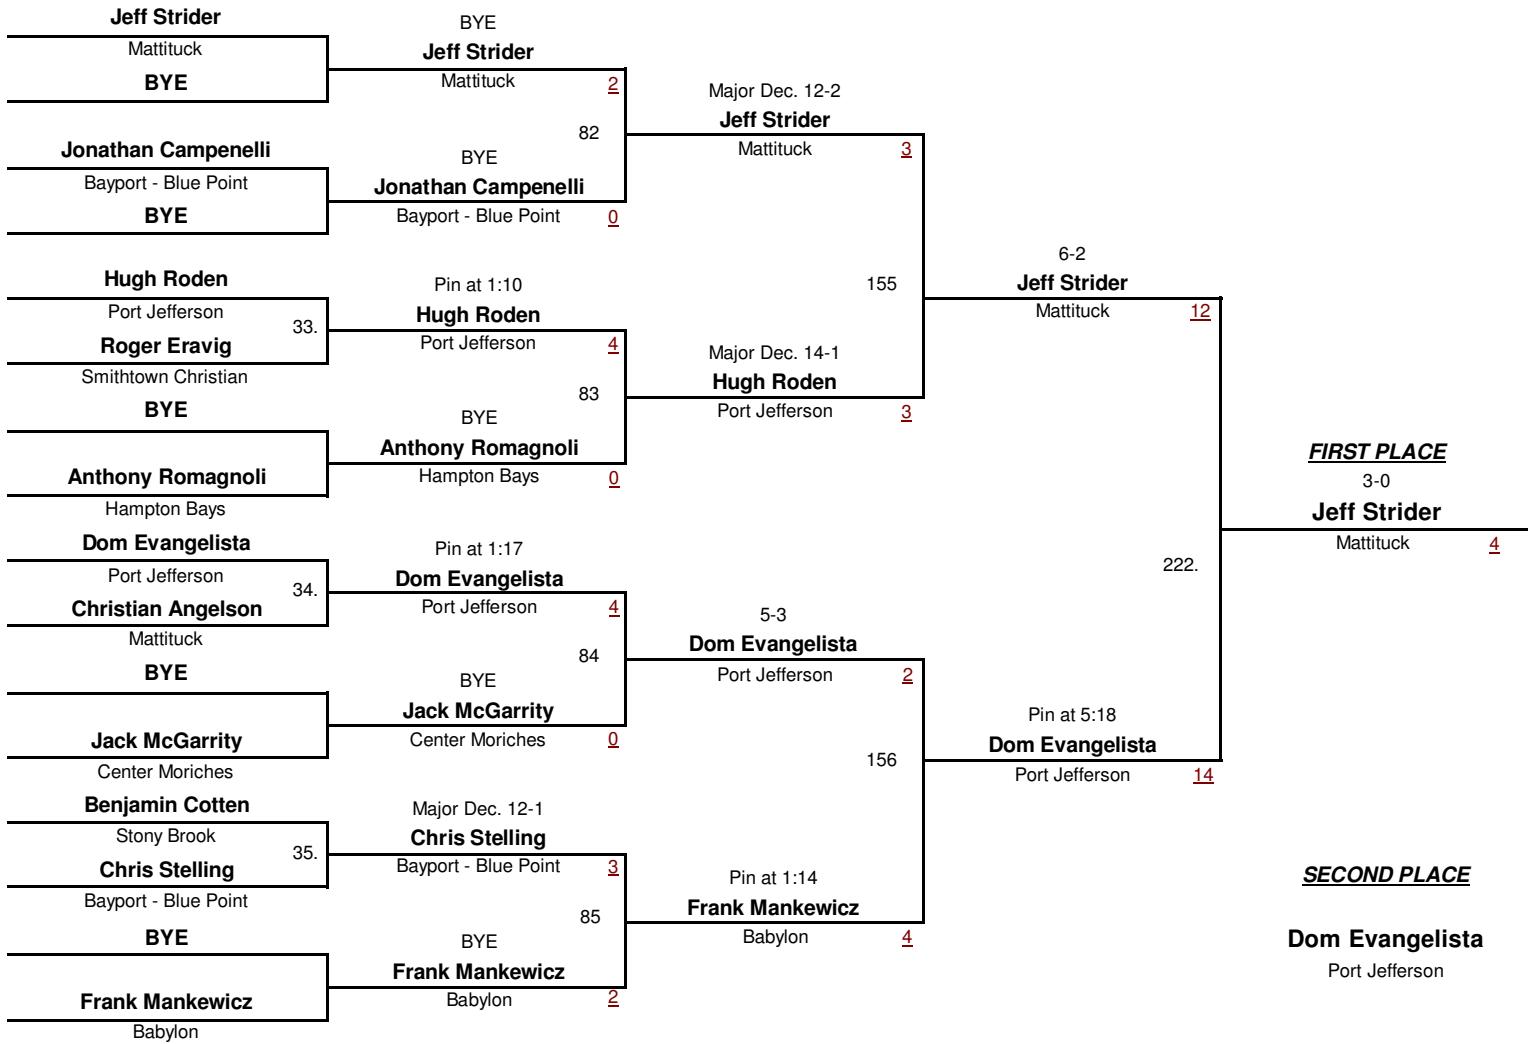 Jeff Strider
Mattituck
BYE
Jonathan Campenelli
Bayport - Blue Point
BYE
Hugh Roden
Port Jefferson
33.
Roger Eravig
Smithtown Christian
BYE
Anthony Romagnoli
Hampton Bays
Dom Evangelista
Port Jefferson
34.
Christian Angelson
Mattituck
BYE
Jack McGarrity
Center Moriches
Benjamin Cotten
Stony Brook
35.
Chris Stelling
Bayport - Blue Point
BYE
Frank Mankewicz
Babylon
BYE
Jeff Strider
Mattituck
2
82
BYE
Jonathan Campenelli
Bayport - Blue Point
0
Pin at 1:10
Hugh Roden
Port Jefferson
4
83
BYE
Anthony Romagnoli
Hampton Bays
0
Pin at 1:17
Dom Evangelista
Port Jefferson
4
84
BYE
Jack McGarrity
Center Moriches
0
Major Dec. 12-1
Chris Stelling
Bayport - Blue Point
3
85
BYE
Frank Mankewicz
Babylon
2
Major Dec. 12-2
Jeff Strider
Mattituck
3
155
Major Dec. 14-1
Hugh Roden
Port Jefferson
3
5-3
Dom Evangelista
Port Jefferson
2
156
Pin at 1:14
Frank Mankewicz
Babylon
4
6-2
Jeff Strider
Mattituck
12
222.
Pin at 5:18
Dom Evangelista
Port Jefferson
14
FIRST PLACE
3-0
Jeff Strider
Mattituck
4
SECOND PLACE
Dom Evangelista
Port Jefferson